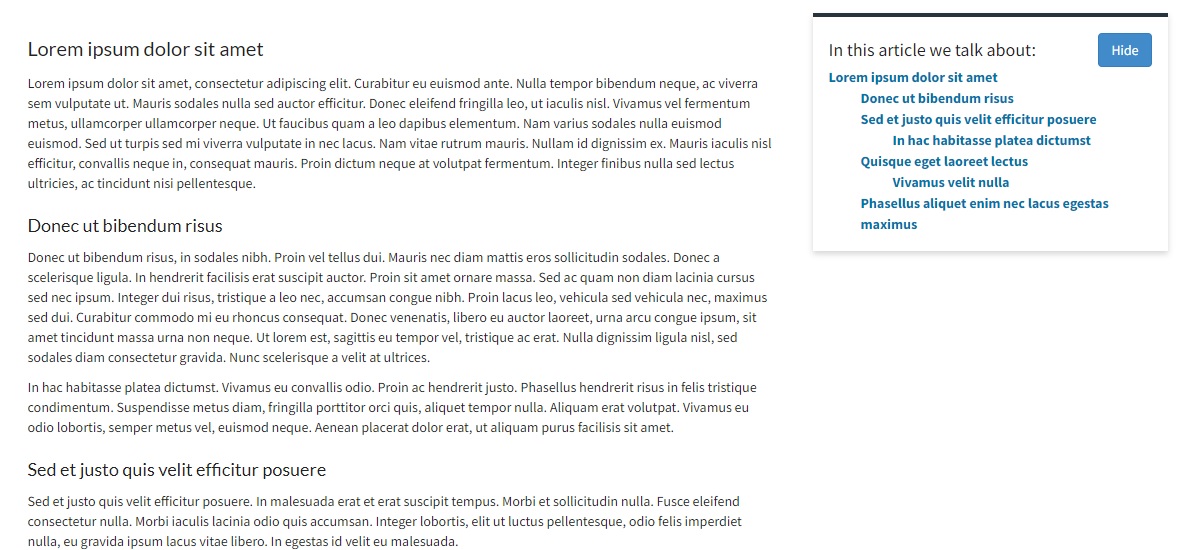 Lorem ipsum dolor sit amet
Lorem ipsum dolor sit amet, consectetur adipiscing elit. Curabitur eu euismod ante. Nulla tempor bibendum neque, ac viverra
sem vulputate ut. Mauris sodales nulla sed auctor efficitur. Donec eleifend fringilla leo, ut iaculis nisl. Vivamus vel fermentum
metus, ullamcorper ullamcorper neque. Ut faucibus quam a leo dapibus elementum. Nam varius sodales nulla euismod
euismod. Sed ut turpis sed mi viverra vulputate in nec lacus. Nam vitae rutrum mauris. Nullam id dignissim ex. Mauris iaculis nisl
efficitur, convallis neque in, consequat mauris. Proin dictum neque at volutpat fermentum. Integer finibus nulla sed lectus
ultricies, ac tincidunt nisi pellentesque.
Donec ut bibendum risus
Donec ut bibendum risus, in sodales nibh. Proin vel tellus dui. Mauris nec diam mattis eros sollicitudin sodales. Donec a
scelerisque ligula. In hendrerit facilisis erat suscipit auctor. Proin sit amet ornare massa. Sed ac quam non diam lacinia cursus
sed nec ipsum. Integer dui risus, tristique a leo nec, accumsan congue nibh. Proin lacus leo, vehicula sed vehicula nec, maximus
sed dui. Curabitur commodo mi eu rhoncus consequat. Donec venenatis, libero eu auctor laoreet, urna arcu congue ipsum, sit
amet tincidunt massa urna non neque. Ut lorem est, sagittis eu tempor vel, tristique ac erat. Nulla dignissim ligula nisl, sed
sodales diam consectetur gravida. Nunc scelerisque a velit at ultrices.
In hac habitasse platea dictumst. Vivamus eu convallis odio. Proin ac hendrerit justo. Phasellus hendrerit risus in felis tristique
condimentum. Suspendisse metus diam, fringilla porttitor orci quis, aliquet tempor nulla. Aliquam erat volutpat. Vivamus eu
odio lobortis, semper metus vel, euismod neque. Aenean placerat dolor erat, ut aliquam purus facilisis sit amet.
Sed et justo quis velit efficitur posuere
Sed et justo quis velit efficitur posuere. In malesuada erat et erat suscipit tempus. Morbi et sollicitudin nulla. Fusce eleifend
consectetur nulla. Morbi iaculis lacinia odio quis accumsan. Integer lobortis, elit ut luctus pellentesque, odio felis imperdiet
nulla, eu gravida ipsum lacus vitae libero. In egestas id velit eu malesuada.
In this article we talk about:
Hide
Lorem ipsum dolor sit amet
Donec ut bibendum risus
Sed et justo quis velit efficitur posuere
In hac habitasse platea dictumst
Quisque eget laoreet lectus
Vivamus velit nulla
Phasellus aliquet enim nec lacus egestas
maximus